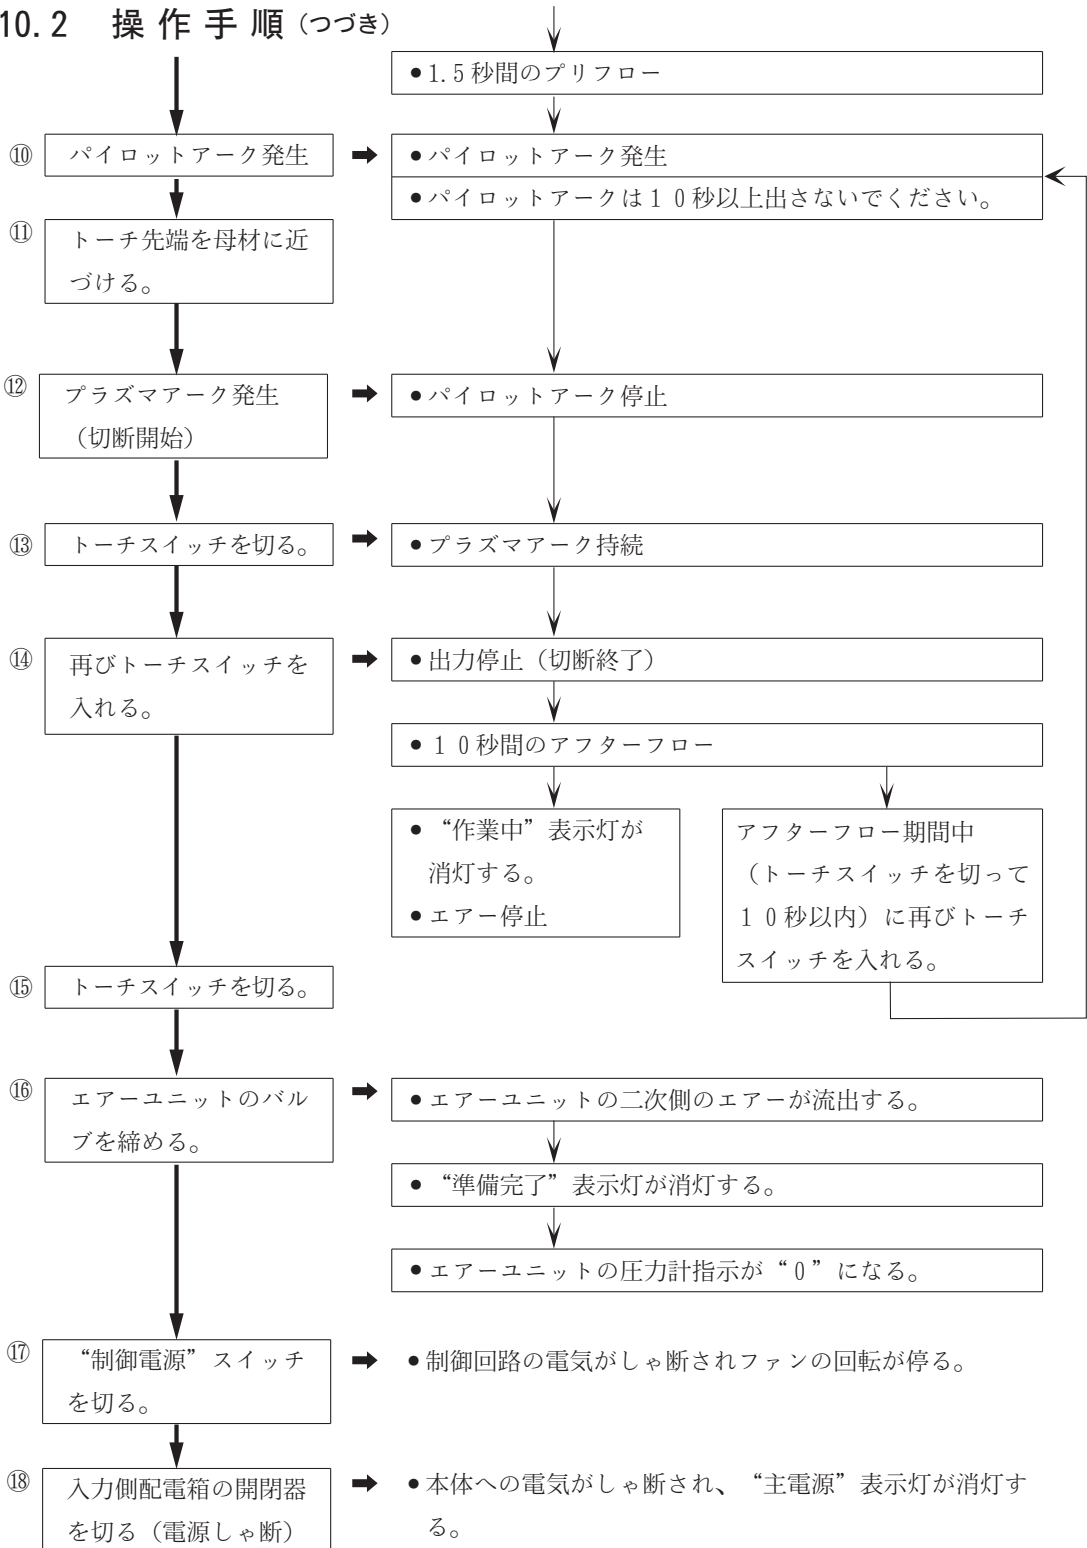 10.2 操作手順(つづき)
●1.5秒間のプリフロー
⑩ パイロットアーク発生
●パイロットアーク発生
●パイロットアークは10秒以上出さないでください。
⑪ トーチ先端を母材に近
づける。
⑫ プラズマアーク発生
(切断開始)
●パイロットアーク停止
⑬ トーチスイッチを切る。
●プラズマアーク持続
⑭ 再びトーチスイッチを
入れる。
●出力停止(切断終了)
●10秒間のアフターフロー
●“作業中”表示灯が
消灯する。
●エアー停止
アフターフロー期間中
(トーチスイッチを切って
10秒以内)に再びトーチ
スイッチを入れる。
⑮ トーチスイッチを切る。
⑯ エアーユニットのバル
ブを締める。
●エアーユニットの二次側のエアーが流出する。
●“準備完了”表示灯が消灯する。
●エアーユニットの圧力計指示が“0”になる。
⑰ “制御電源”スイッチ
を切る。
●制御回路の電気がしゃ断されファンの回転が停る。
⑱ 入力側配電箱の開閉器
を切る(電源しゃ断)
●本体への電気がしゃ断され、“主電源”表示灯が消灯す
る。